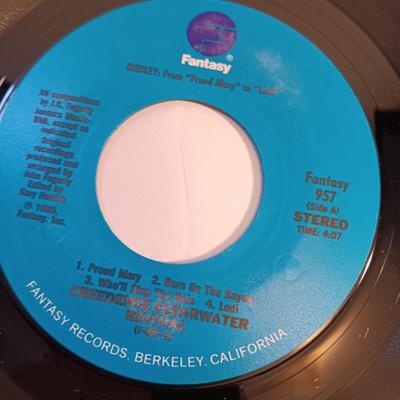 ®
Fantasy
MEDLEY: From "Proud Mary" to "Lodi"
All compositions
by J.C. Fogerty
Jondora Music-
BMI, except as
indicated
Original
recordings
produced and
arranged by
John Fogerty
Edited by
Gary
℗ 1985,
Fantasy, Inc.
Fantasy
957
(Side A)
STEREO
TIME: 4:07
1. Proud Mary 2. Born On The Bayou
3. Who'll Stop The Rain 4. Lodi
CREEDENCE CLEARWATER
REVIVAL
FANTASY RECORDS, BERKELEY, CALIFORNIA